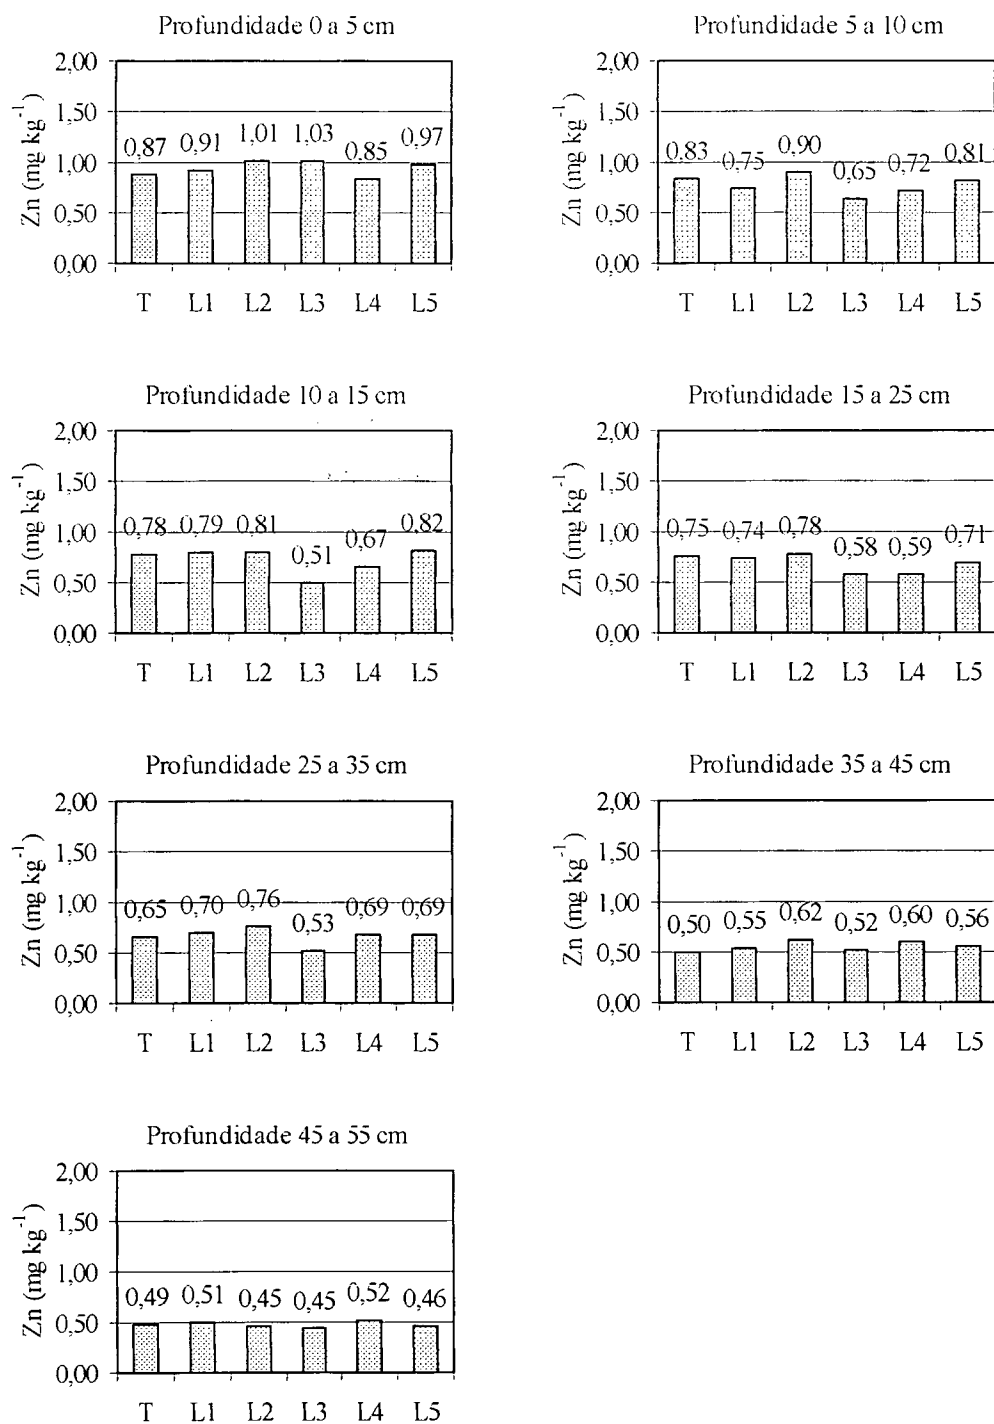 Profundidade 0 a 5 cm
Zn (mg kg-1)
2,00
1,50
1,00
0,50
0,00
0,87 0,91 1,01 1,03 0,85 0,97
T L1 L2 L3 L4 L5
Profundidade 5 a 10 cm
Zn (mg kg-1)
2,00
1,50
1,00
0,50
0,00
0,83 0,75 0,90 0,65 0,72 0,81
T L1 L2 L3 L4 L5
Profundidade 10 a 15 cm
Zn (mg kg-1)
2,00
1,50
1,00
0,50
0,00
0,78 0,79 0,81 0,51 0,67 0,82
T L1 L2 L3 L4 L5
Profundidade 15 a 25 cm
Zn (mg kg-1)
2,00
1,50
1,00
0,50
0,00
0,75 0,74 0,78 0,58 0,59 0,71
T L1 L2 L3 L4 L5
Profundidade 25 a 35 cm
Zn (mg kg-1)
2,00
1,50
1,00
0,50
0,00
0,65 0,70 0,76 0,53 0,69 0,69
T L1 L2 L3 L4 L5
Profundidade 35 a 45 cm
Zn (mg kg-1)
2,00
1,50
1,00
0,50
0,00
0,50 0,55 0,62 0,52 0,60 0,56
T L1 L2 L3 L4 L5
Profundidade 45 a 55 cm
Zn (mg kg-1)
2,00
1,50
1,00
0,50
0,00
0,49 0,51 0,45 0,45 0,52 0,46
T L1 L2 L3 L4 L5